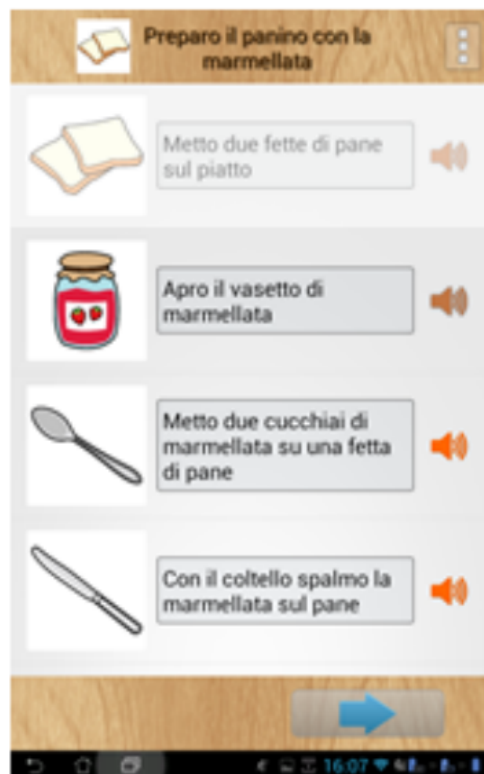 Preparo il panino con la
marmellata
Metto due fette di pane
sul piatto
Apro il vasetto di
marmellata
Metto due cucchiai di
marmellata su una fetta
di pane
Con il coltello spalmo la
marmellata sul pane
16:07